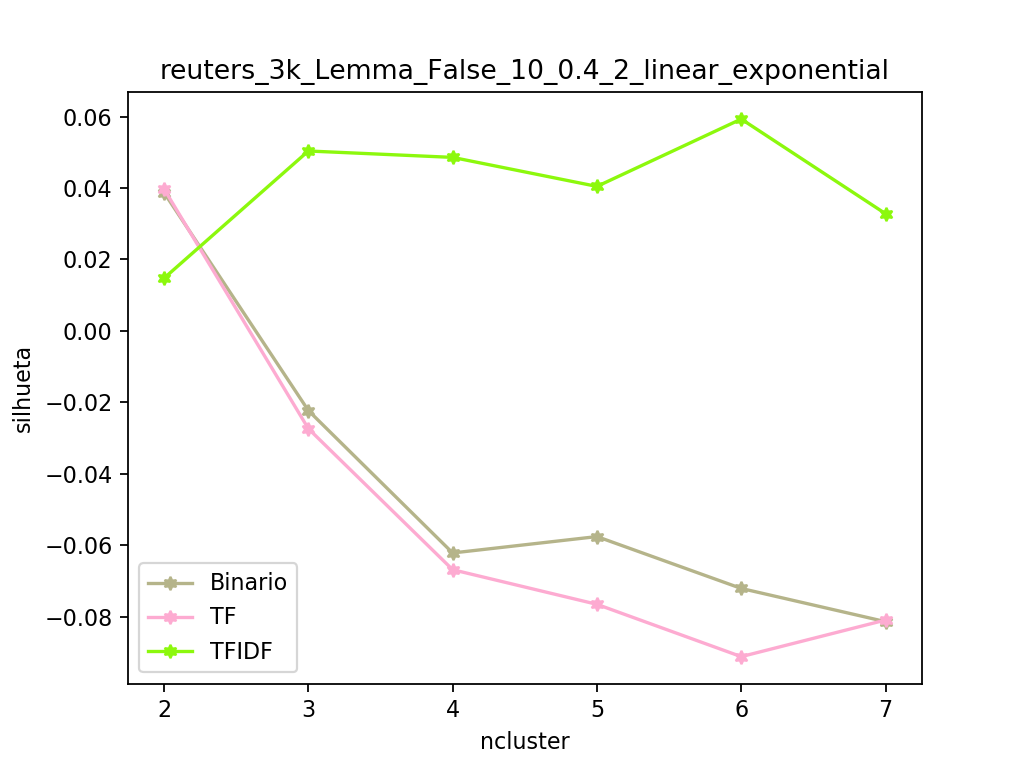 reuters_3k_Lemma_False_10_0.4_2_linear_exponential
0.06
0.04
0.02
0.00
−0.02
−0.04
−0.06
−0.08
silhueta
Binario
TF
TFIDF
2 3 4 5 6 7
ncluster